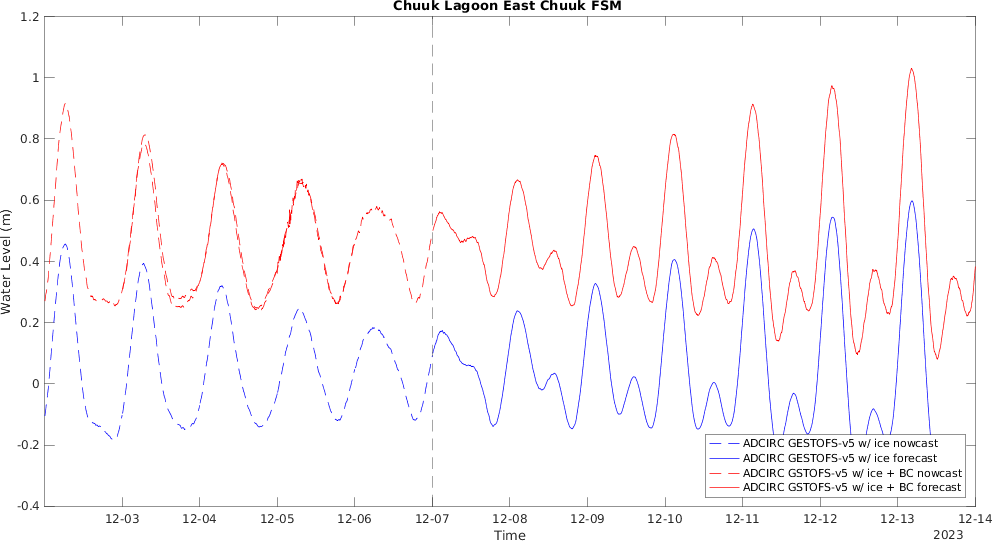 Chuuk Lagoon East Chuuk FSM
1.2
1
0.8
0.6
0.4
0.2
0
-0.2
-0.4
Water Level (m)
12-03 12-04 12-05 12-06 12-07 12-08 12-09 12-10 12-11 12-12 12-13 12-14
Time
2023
ADCIRC GESTOFS-v5 w/ ice nowcast
ADCIRC GESTOFS-v5 w/ ice forecast
ADCIRC GSTOFS-v5 w/ ice + BC nowcast
ADCIRC GSTOFS-v5 w/ ice + BC forecast